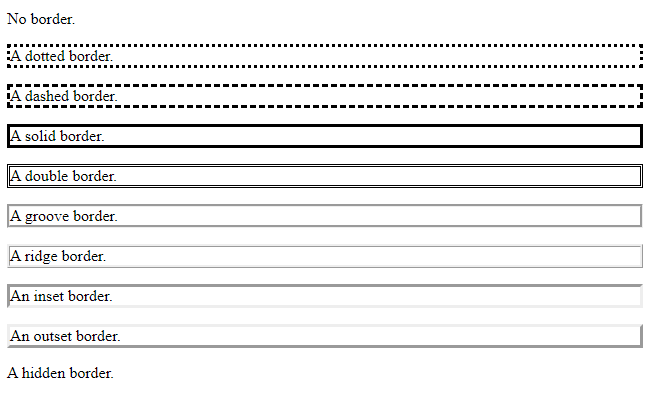 No border.
A dotted border.
A dashed border.
A solid border.
A double border.
A groove border.
A ridge border.
An inset border.
An outset border.
A hidden border.